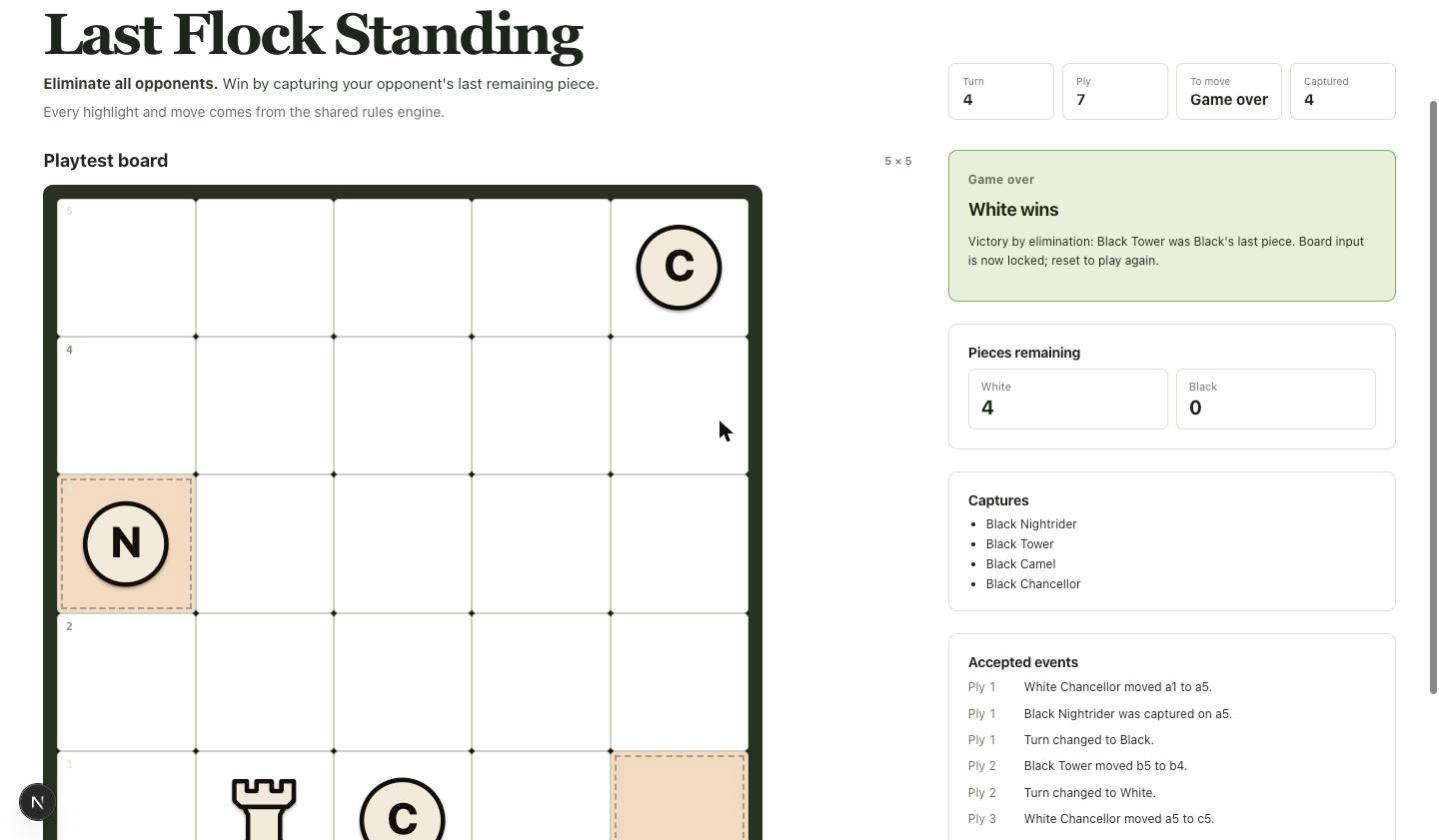 Last Flock Standing
Eliminate all opponents. Win by capturing your opponent's last remaining piece.
Every highlight and move comes from the shared rules engine.
Playtest board
5 × 5
5
C
4
N
2
1
C
N
Turn
4
Ply
7
To move
Game over
Captured
4
Game over
White wins
Victory by elimination: Black Tower was Black's last piece. Board input
is now locked; reset to play again.
Pieces remaining
White
4
Black
0
Captures
• Black Nightrider
• Black Tower
• Black Camel
• Black Chancellor
Accepted events
Ply 1 White Chancellor moved a1 to a5.
Ply 1 Black Nightrider was captured on a5.
Ply 1 Turn changed to Black.
Ply 2 Black Tower moved b5 to b4.
Ply 2 Turn changed to White.
Ply 3 White Chancellor moved a5 to c5.